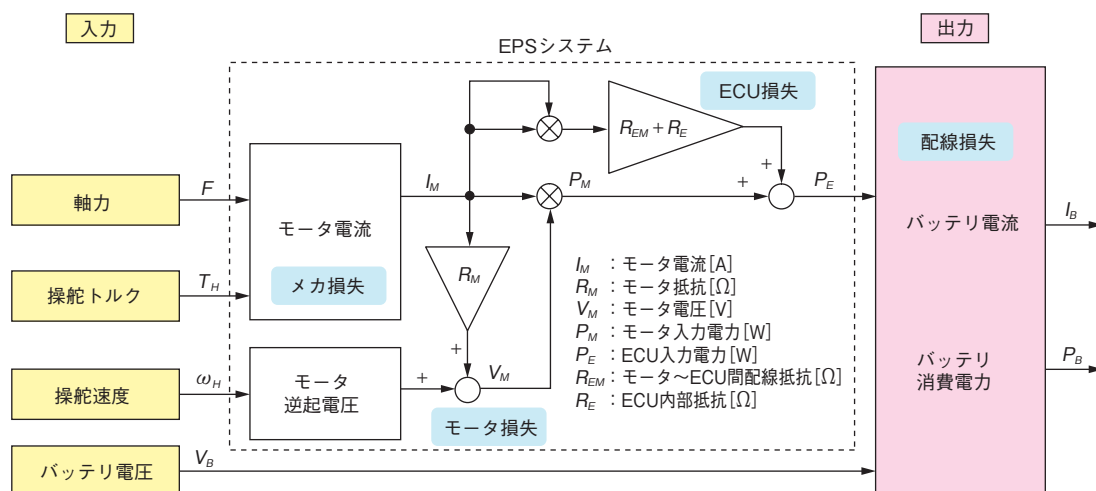 入力
出力
EPSシステム
ECU損失
R_EM + R_E
配線損失
軸力
F
I_M
P_M
+
+
P_E
モータ電流
バッテリ電流
I_B
メカ損失
R_M
操舵トルク
T_H
I_M：モータ電流[A]
R_M：モータ抵抗[Ω]
V_M：モータ電圧[V]
P_M：モータ入力電力[W]
P_E：ECU入力電力[W]
R_EM：モータ～ECU間配線抵抗[Ω]
R_E：ECU内部抵抗[Ω]
+
操舵速度
ω_H
モータ
逆起電圧
+
V_M
モータ損失
バッテリ
消費電力
P_B
バッテリ電圧
V_B